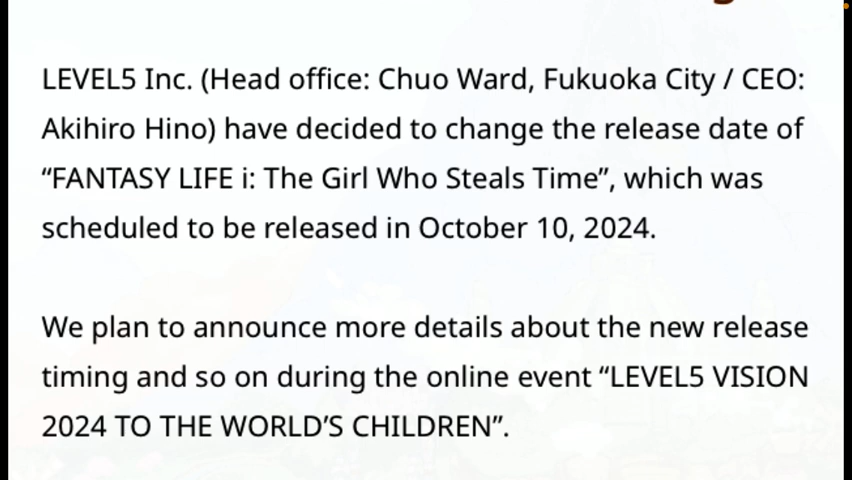 LEVEL5 Inc. (Head office: Chuo Ward, Fukuoka City / CEO:
Akihiro Hino) have decided to change the release date of
“FANTASY LIFE i: The Girl Who Steals Time”, which was
scheduled to be released in October 10, 2024.
We plan to announce more details about the new release
timing and so on during the online event “LEVEL5 VISION
2024 TO THE WORLD’S CHILDREN”.